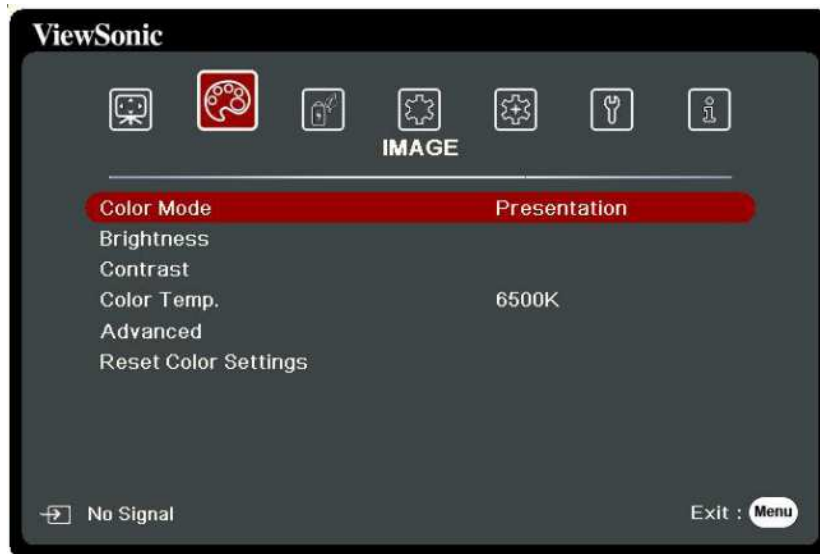 ViewSonic
IMAGE
Color Mode Presentation
Brightness
Contrast
Color Temp. 6500K
Advanced
Reset Color Settings
No Signal Exit : Menu